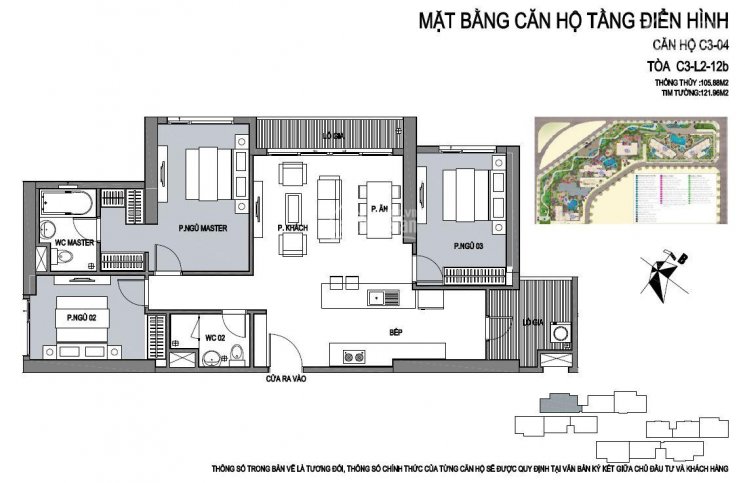 MẶT BẰNG CĂN HỘ TẦNG ĐIỂN HÌNH
CĂN HỘ C3-04
TÒA C3-L2-12b
THÔNG THỦY :105.88M2
TIM TƯỜNG:121.96M2
LÔ GIA
P.NGỦ MASTER
P. KHÁCH
P. ĂN
P.NGỦ 03
WC MASTER
P.NGỦ 02
WC 02
BẾP
LÔ GIA
CỬA RA VÀO
B
THÔNG SỐ TRONG BẢN VẼ LÀ TƯƠNG ĐỐI, THÔNG SỐ CHÍNH THỨC CỦA TỪNG CĂN HỘ SẼ ĐƯỢC QUY ĐỊNH TẠI VĂN BẢN KÝ KẾT GIỮA CHỦ ĐẦU TƯ VÀ KHÁCH HÀNG